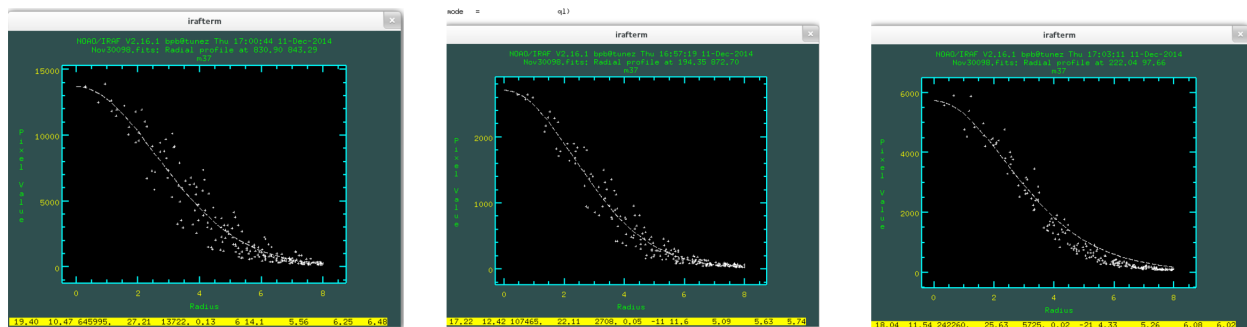 mode = ql)
irafterm
NOAO/IRAF V2.16.1 bpb@tunez Thu 17:00:44 11-Dec-2014
Nov30098.fits: Radial profile at 830.90 843.29
m37
15000
10000
5000
0
Pixel Value
0 2 4 6 8
Radius
19.40 10.47 645995. 27.21 13722. 0.13 6 14.1 5.56 6.25 6.48
irafterm
NOAO/IRAF V2.16.1 bpb@tunez Thu 16:57:19 11-Dec-2014
Nov30098.fits: Radial profile at 194.35 872.70
m37
2000
1000
0
Pixel Value
0 2 4 6 8
Radius
17.22 12.42 107465. 22.11 2708. 0.05 -11 11.6 5.09 5.63 5.74
irafterm
NOAO/IRAF V2.16.1 bpb@tunez Thu 17:03:11 11-Dec-2014
Nov30098.fits: Radial profile at 222.04 97.66
m37
6000
4000
2000
0
Pixel Value
0 2 4 6 8
Radius
18.04 11.54 242260. 25.63 5725. 0.02 -21 4.33 5.26 6.08 6.02